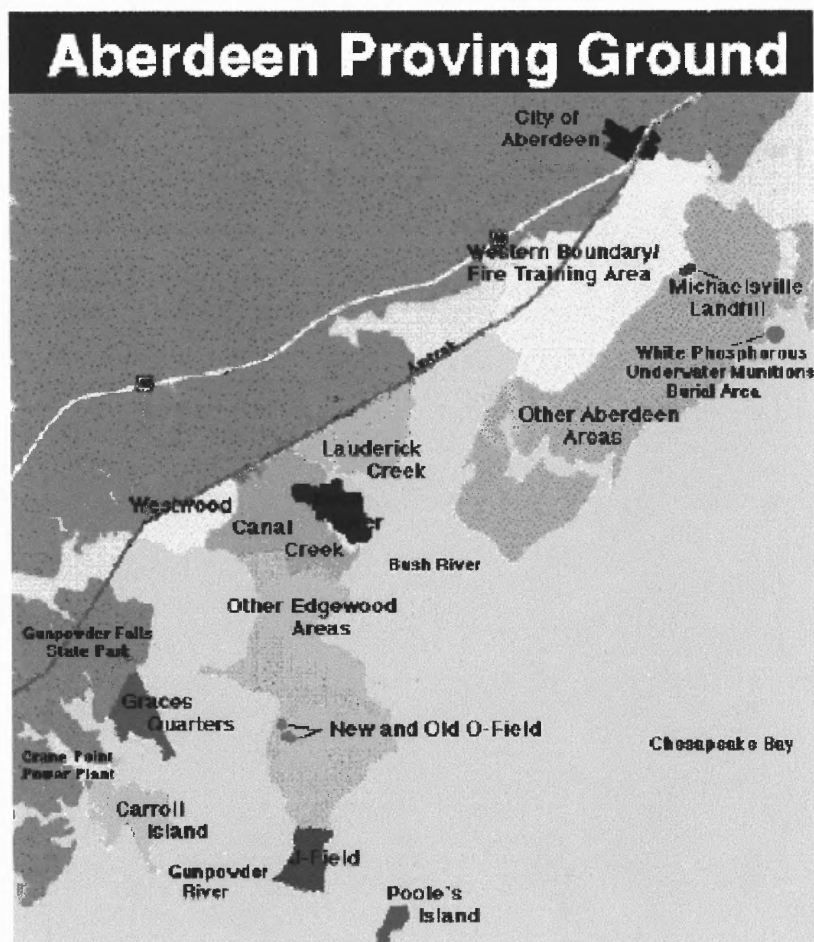 Aberdeen Proving Ground
City of
Aberdeen
Western Boundary/
Fire Training Area
Michaelsville
Landfill
White Phosphorous
Underwater Munitions
Burial Area
Amtrak
Other Aberdeen
Areas
Lauderick
Creek
Westwood
Canal
Creek
Bush River
Other Edgewood
Areas
Gunpowder Falls
State Park
Graces
Quarters
New and Old O-Field
Chesapeake Bay
Crane Point
Power Plant
Carroll
Island
J-Field
Gunpowder
River
Poole's
Island